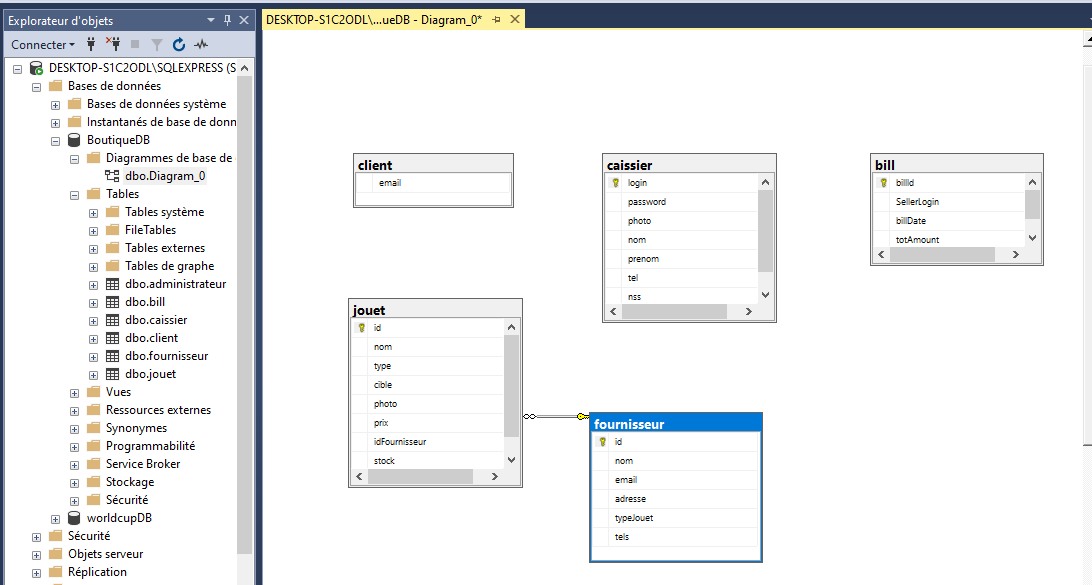 Explorateur d'objets
Connecter
DESKTOP-S1C2ODL\SQLEXPRESS (S
Bases de données
Bases de données système
Instantanés de base de donn
BoutiqueDB
Diagrammes de base de
dbo.Diagram_0
Tables
Tables système
FileTables
Tables externes
Tables de graphe
dbo.administrateur
dbo.bill
dbo.caissier
dbo.client
dbo.fournisseur
dbo.jouet
Vues
Ressources externes
Synonymes
Programmabilité
Service Broker
Stockage
Sécurité
worldcupDB
Sécurité
Objets serveur
Réplication
DESKTOP-S1C2ODL\...ueDB - Diagram_0*
client
email
caissier
login
password
photo
nom
prenom
tel
nss
bill
billId
SellerLogin
billDate
totAmount
jouet
id
nom
type
cible
photo
prix
idFournisseur
stock
fournisseur
id
nom
email
adresse
typeJouet
tels